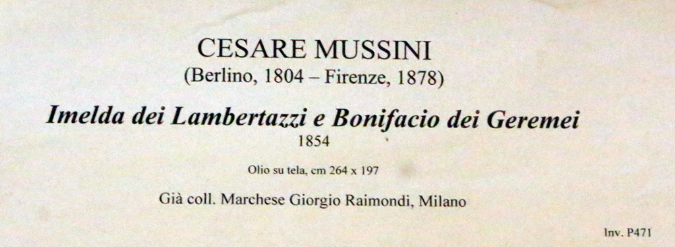 CESARE MUSSINI
(Berlino, 1804 – Firenze, 1878)
Imelda dei Lambertazzi e Bonifacio dei Geremei
1854
Olio su tela, cm 264 x 197
Già coll. Marchese Giorgio Raimondi, Milano
Inv. P471